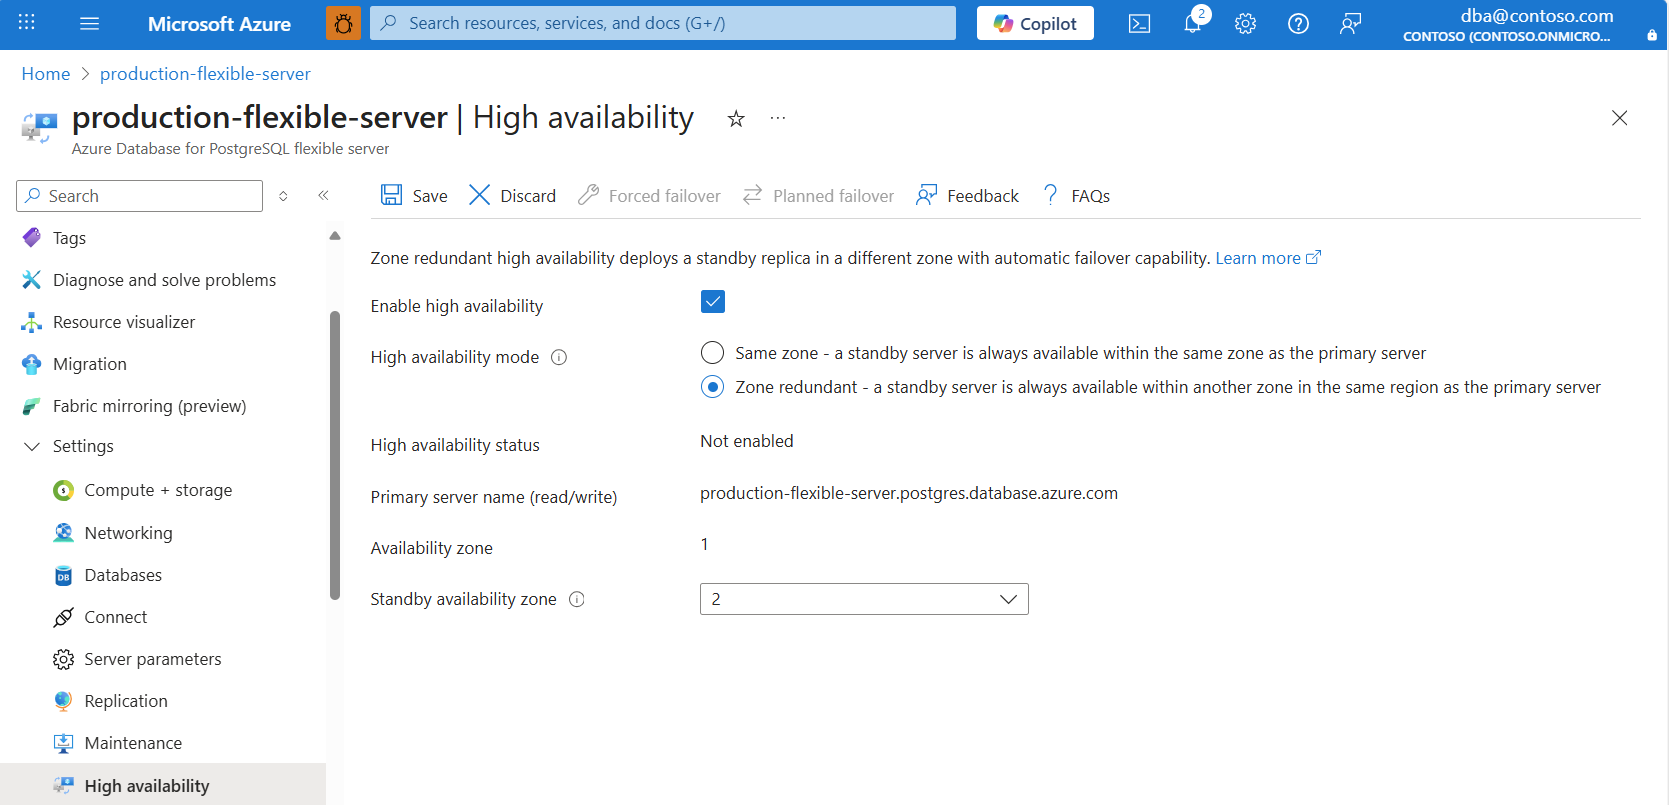 Microsoft Azure
Search resources, services, and docs (G+/)
Copilot
2
dba@contoso.com
CONTOSO (CONTOSO.ONMICRO...
Home > production-flexible-server
production-flexible-server | High availability
Azure Database for PostgreSQL flexible server
Search
Save
Discard
Forced failover
Planned failover
Feedback
FAQs
Tags
Diagnose and solve problems
Resource visualizer
Migration
Fabric mirroring (preview)
Settings
Compute + storage
Networking
Databases
Connect
Server parameters
Replication
Maintenance
High availability
Zone redundant high availability deploys a standby replica in a different zone with automatic failover capability. Learn more
Enable high availability
High availability mode
Same zone - a standby server is always available within the same zone as the primary server
Zone redundant - a standby server is always available within another zone in the same region as the primary server
High availability status
Not enabled
Primary server name (read/write)
production-flexible-server.postgres.database.azure.com
Availability zone
1
Standby availability zone
2